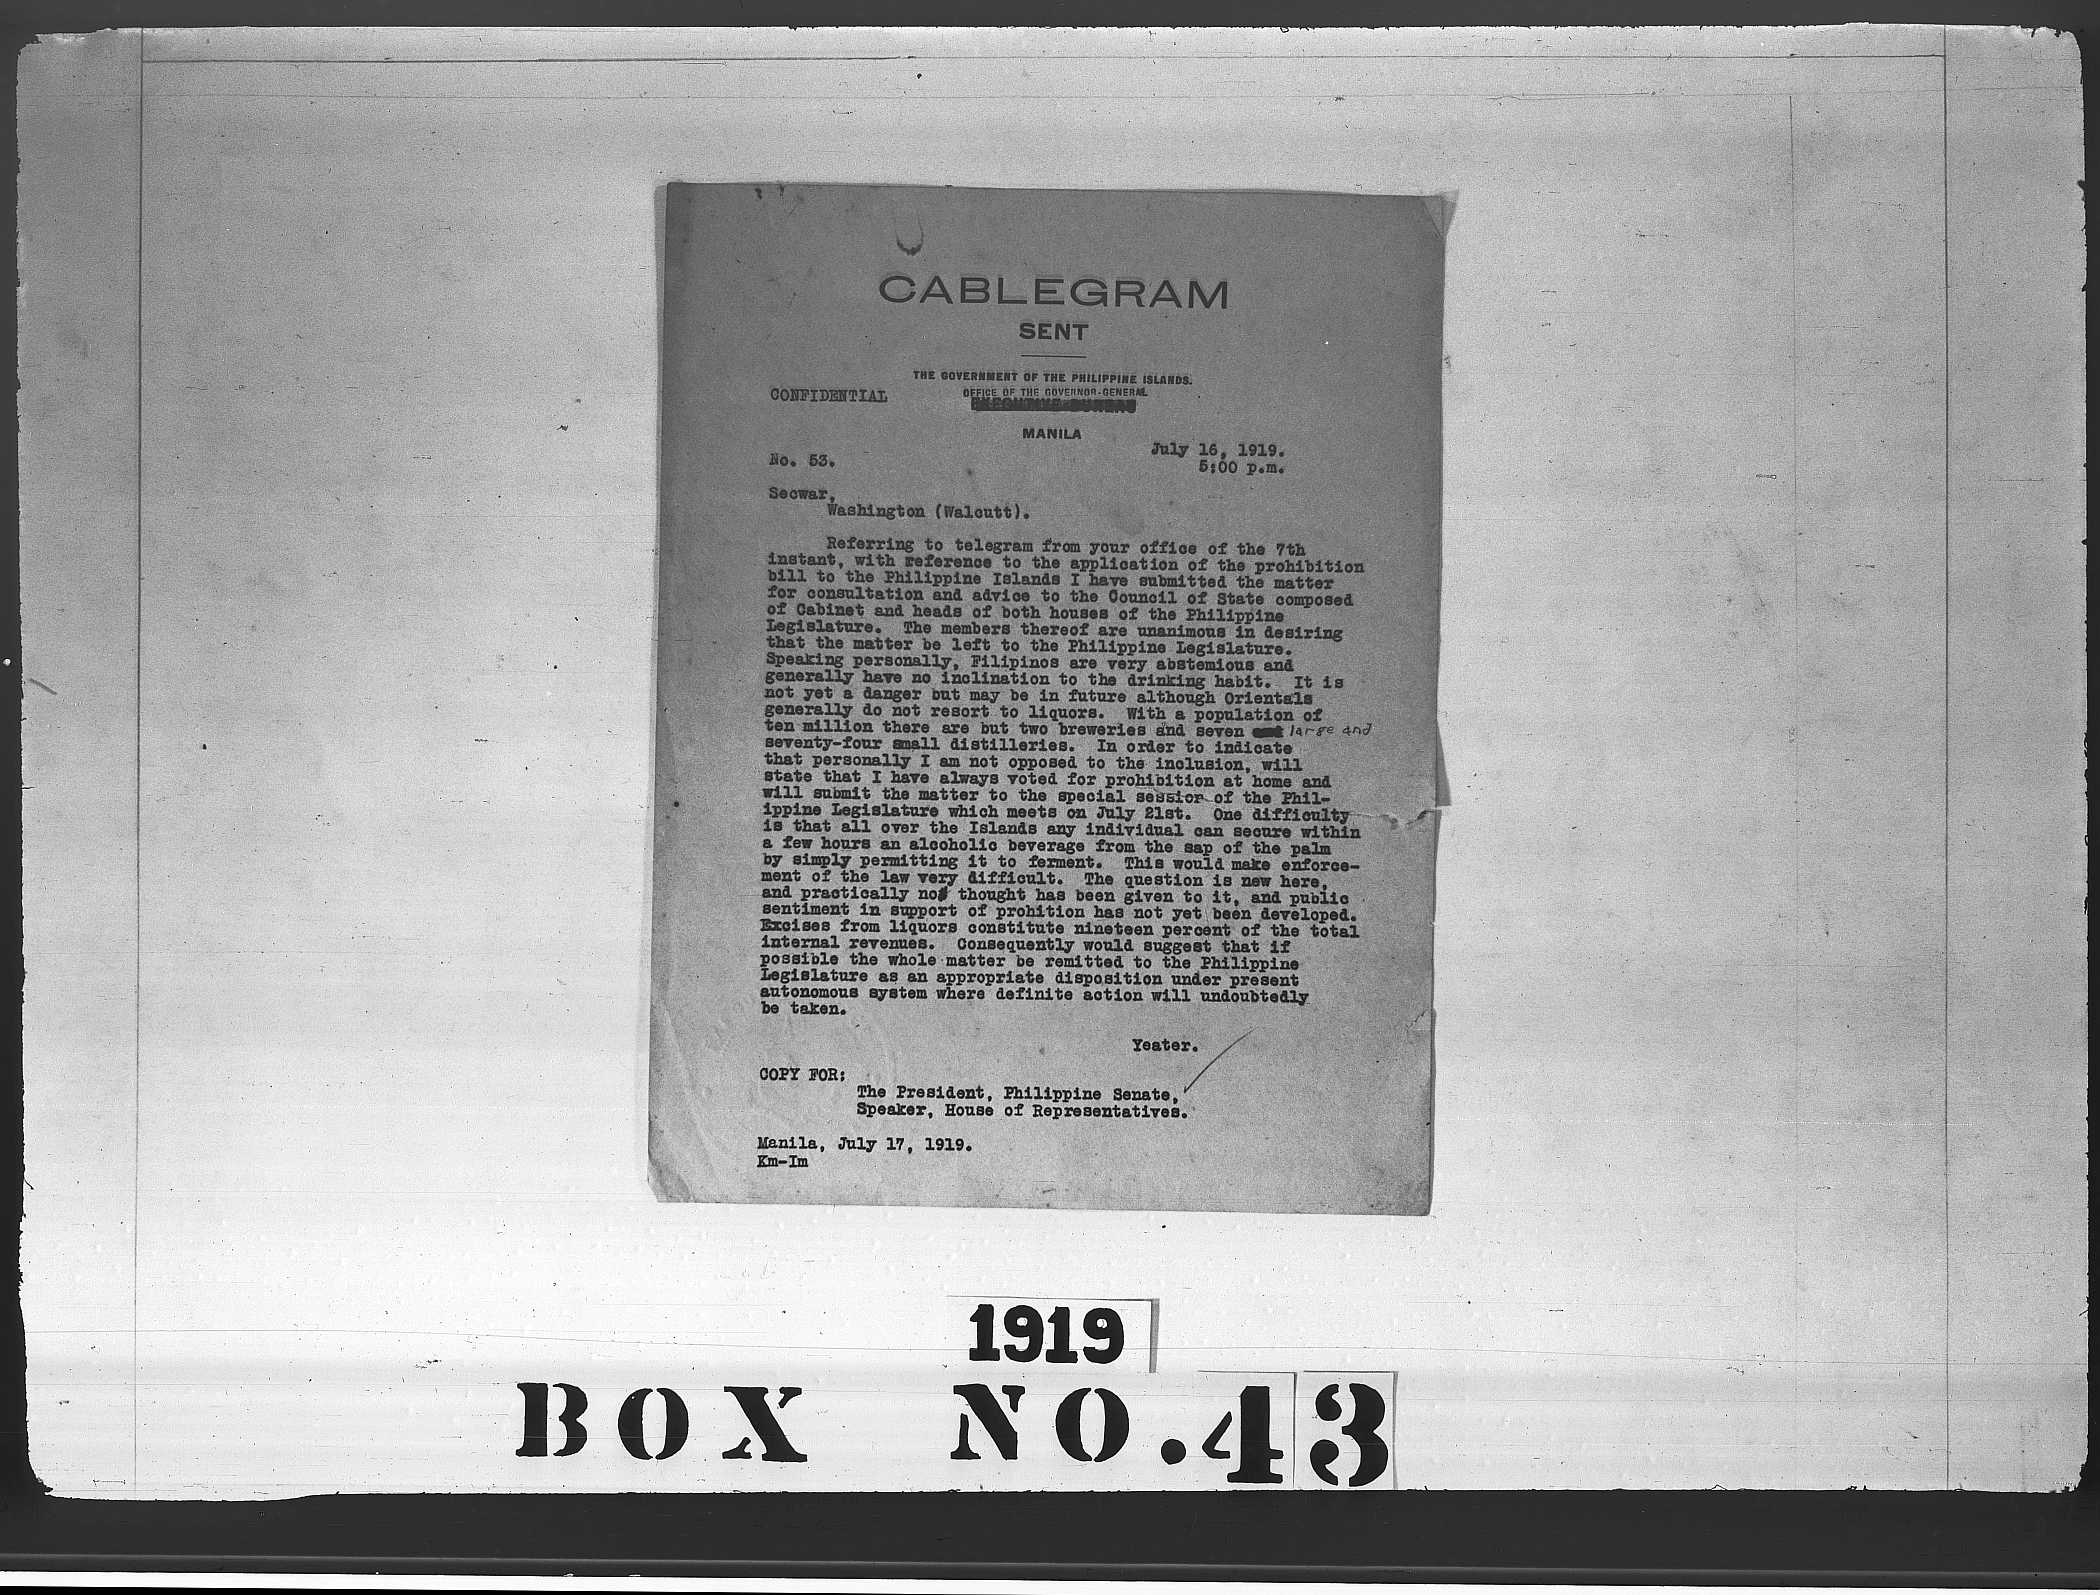 CABLEGRAM
SENT
THE GOVERNMENT OF THE PHILIPPINE ISLANDS.
CONFIDENTIAL
OFFICE OF THE GOVERNOR-GENERAL
EXECUTIVE BUREAU
MANILA
July 16, 1919.
No. 53.
5:00 p.m.
Secwar,
Washington (Walcutt).
Referring to telegram from your office of the 7th
instant, with reference to the application of the prohibition
bill to the Philippine Islands I have submitted the matter
for consultation and advice to the Council of State composed
of Cabinet and heads of both houses of the Philippine
Legislature. The members thereof are unanimous in desiring
that the matter be left to the Philippine Legislature.
Speaking personally, Filipinos are very abstemious and
generally have no inclination to the drinking habit. It is
not yet a danger but may be in future although Orientals
generally do not resort to liquors. With a population of
ten million there are but two breweries and seven large and
seventy-four small distilleries. In order to indicate
that personally I am not opposed to the inclusion, will
state that I have always voted for prohibition at home and
will submit the matter to the special session of the Phil-
ippine Legislature which meets on July 21st. One difficulty
is that all over the Islands any individual can secure within
a few hours an alcoholic beverage from the sap of the palm
by simply permitting it to ferment. This would make enforce-
ment of the law very difficult. The question is new here,
and practically no thought has been given to it, and public
sentiment in support of prohition has not yet been developed.
Excises from liquors constitute nineteen percent of the total
internal revenues. Consequently would suggest that if
possible the whole matter be remitted to the Philippine
Legislature as an appropriate disposition under present
autonomous system where definite action will undoubtedly
be taken.
Yeater.
COPY FOR:
The President, Philippine Senate,
Speaker, House of Representatives.
Manila, July 17, 1919.
Km-Im
1919
BOX NO.43